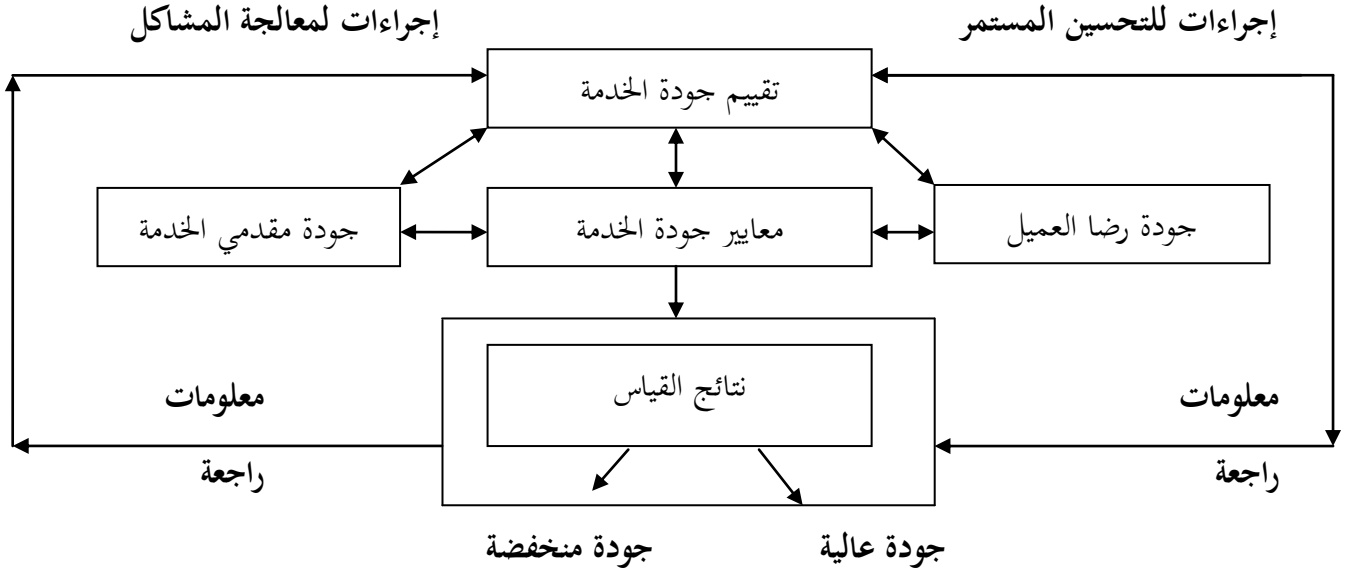 إجراءات للتحسين المستمر
إجراءات لمعالجة المشاكل
تقييم جودة الخدمة
جودة رضا العميل
معايير جودة الخدمة
جودة مقدمي الخدمة
نتائج القياس
معلومات
راجعة
معلومات
راجعة
جودة عالية
جودة منخفضة